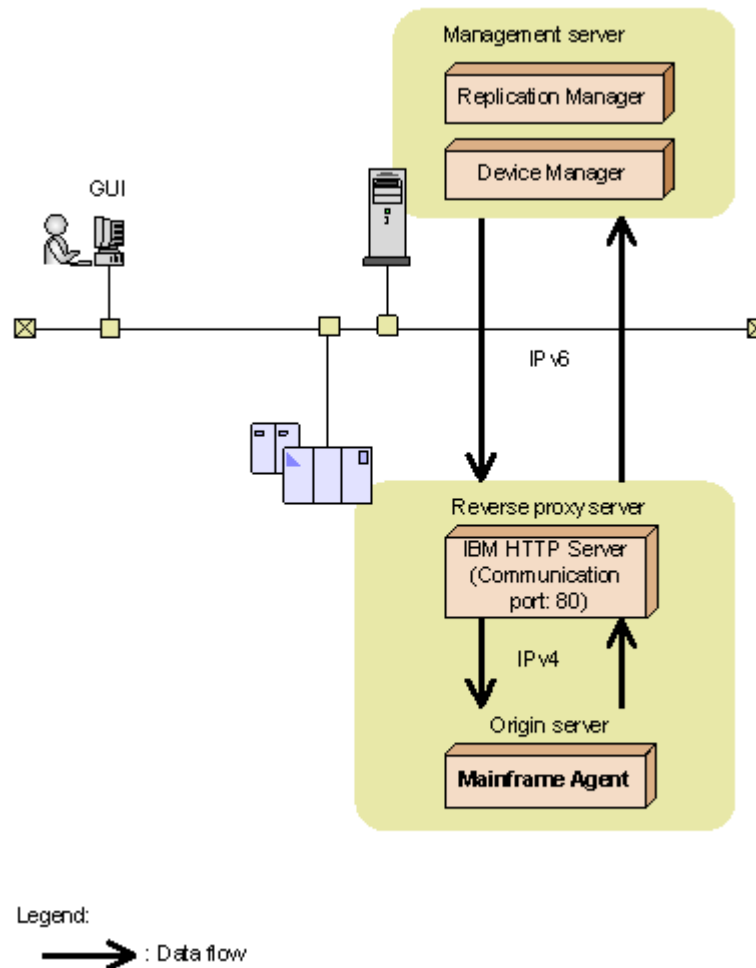 Management server
Replication Manager
Device Manager
GUI
IPv6
Reverse proxy server
IBM HTTP Server
(Communication
port: 80)
IPv4
Origin server
Mainframe Agent
Legend:
: Data flow